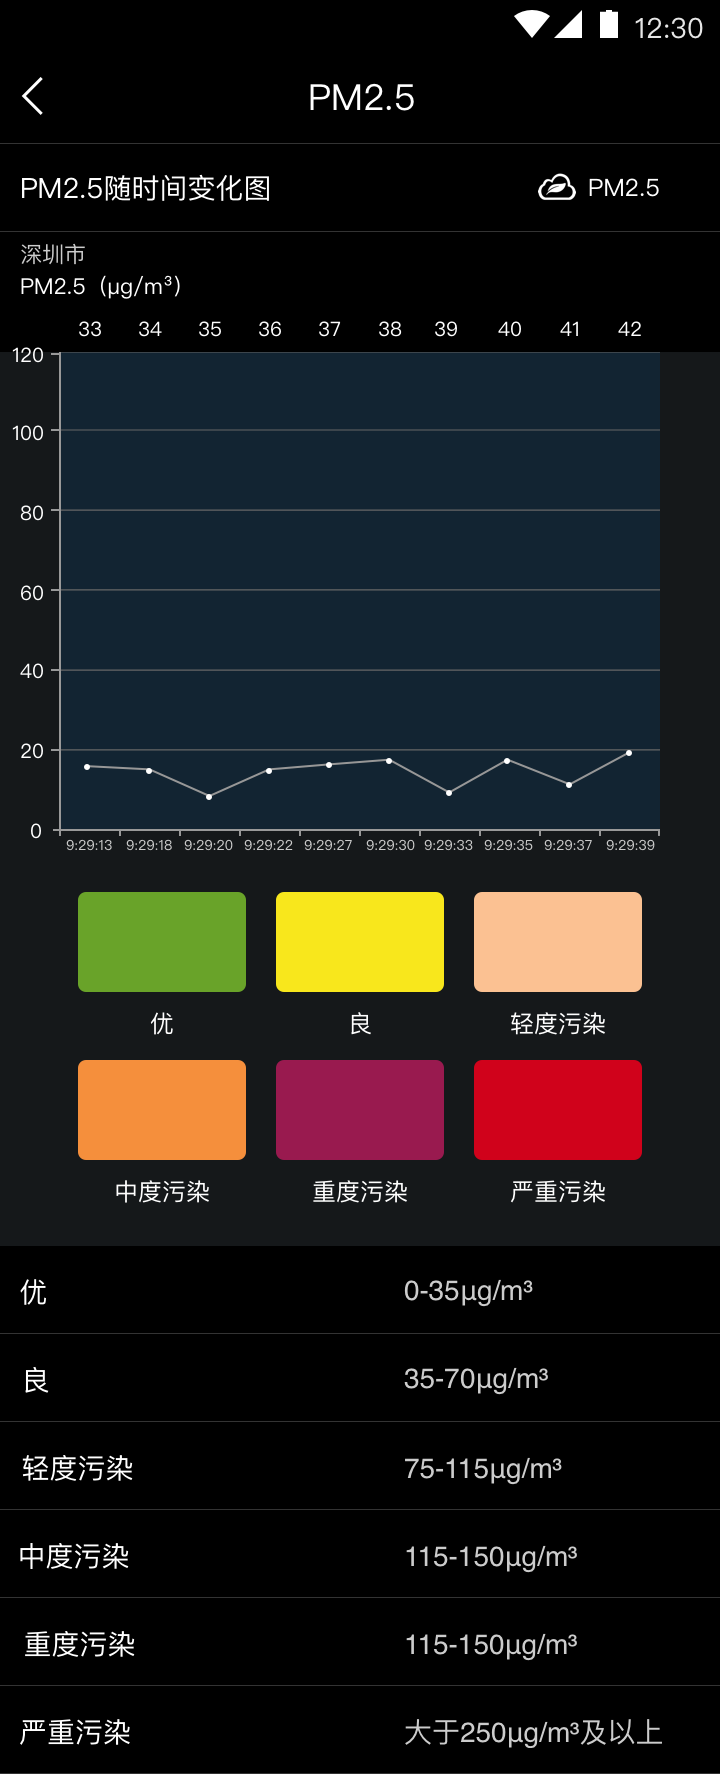 12:30
PM2.5
PM2.5随时间变化图 PM2.5
深圳市
PM2.5（μg/m³）
33 34 35 36 37 38 39 40 41 42
120
100
80
60
40
20
0
9:29:13 9:29:18 9:29:20 9:29:22 9:29:27 9:29:30 9:29:33 9:29:35 9:29:37 9:29:39
优 良 轻度污染
中度污染 重度污染 严重污染
优 0-35μg/m³
良 35-70μg/m³
轻度污染 75-115μg/m³
中度污染 115-150μg/m³
重度污染 115-150μg/m³
严重污染 大于250μg/m³及以上